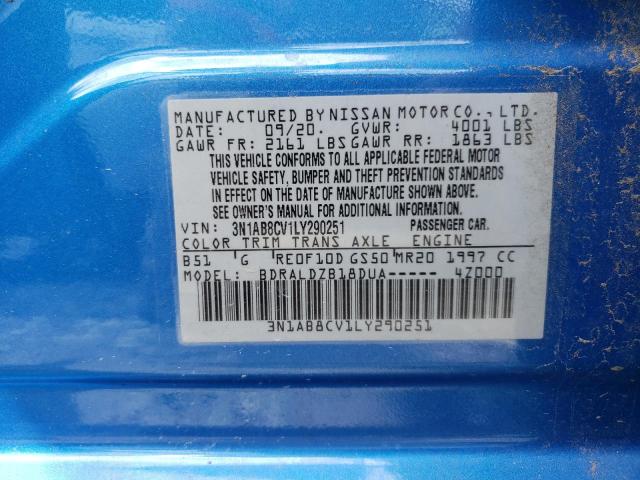 MANUFACTURED BY NISSAN MOTOR CO., LTD.
DATE: 09/20. GVWR: 4001 LBS
GAWR FR: 2161 LBS GAWR RR: 1863 LBS
THIS VEHICLE CONFORMS TO ALL APPLICABLE FEDERAL MOTOR
VEHICLE SAFETY, BUMPER AND THEFT PREVENTION STANDARDS
IN EFFECT ON THE DATE OF MANUFACTURE SHOWN ABOVE.
SEE OWNER'S MANUAL FOR ADDITIONAL INFORMATION.
VIN: 3N1AB8CV1LY290251 PASSENGER CAR.
COLOR TRIM TRANS AXLE ENGINE
B51 G RE0F10D GS50 MR20 1997 CC
MODEL: BDRALDZB18DUA----- 4Z000
3N1AB8CV1LY290251